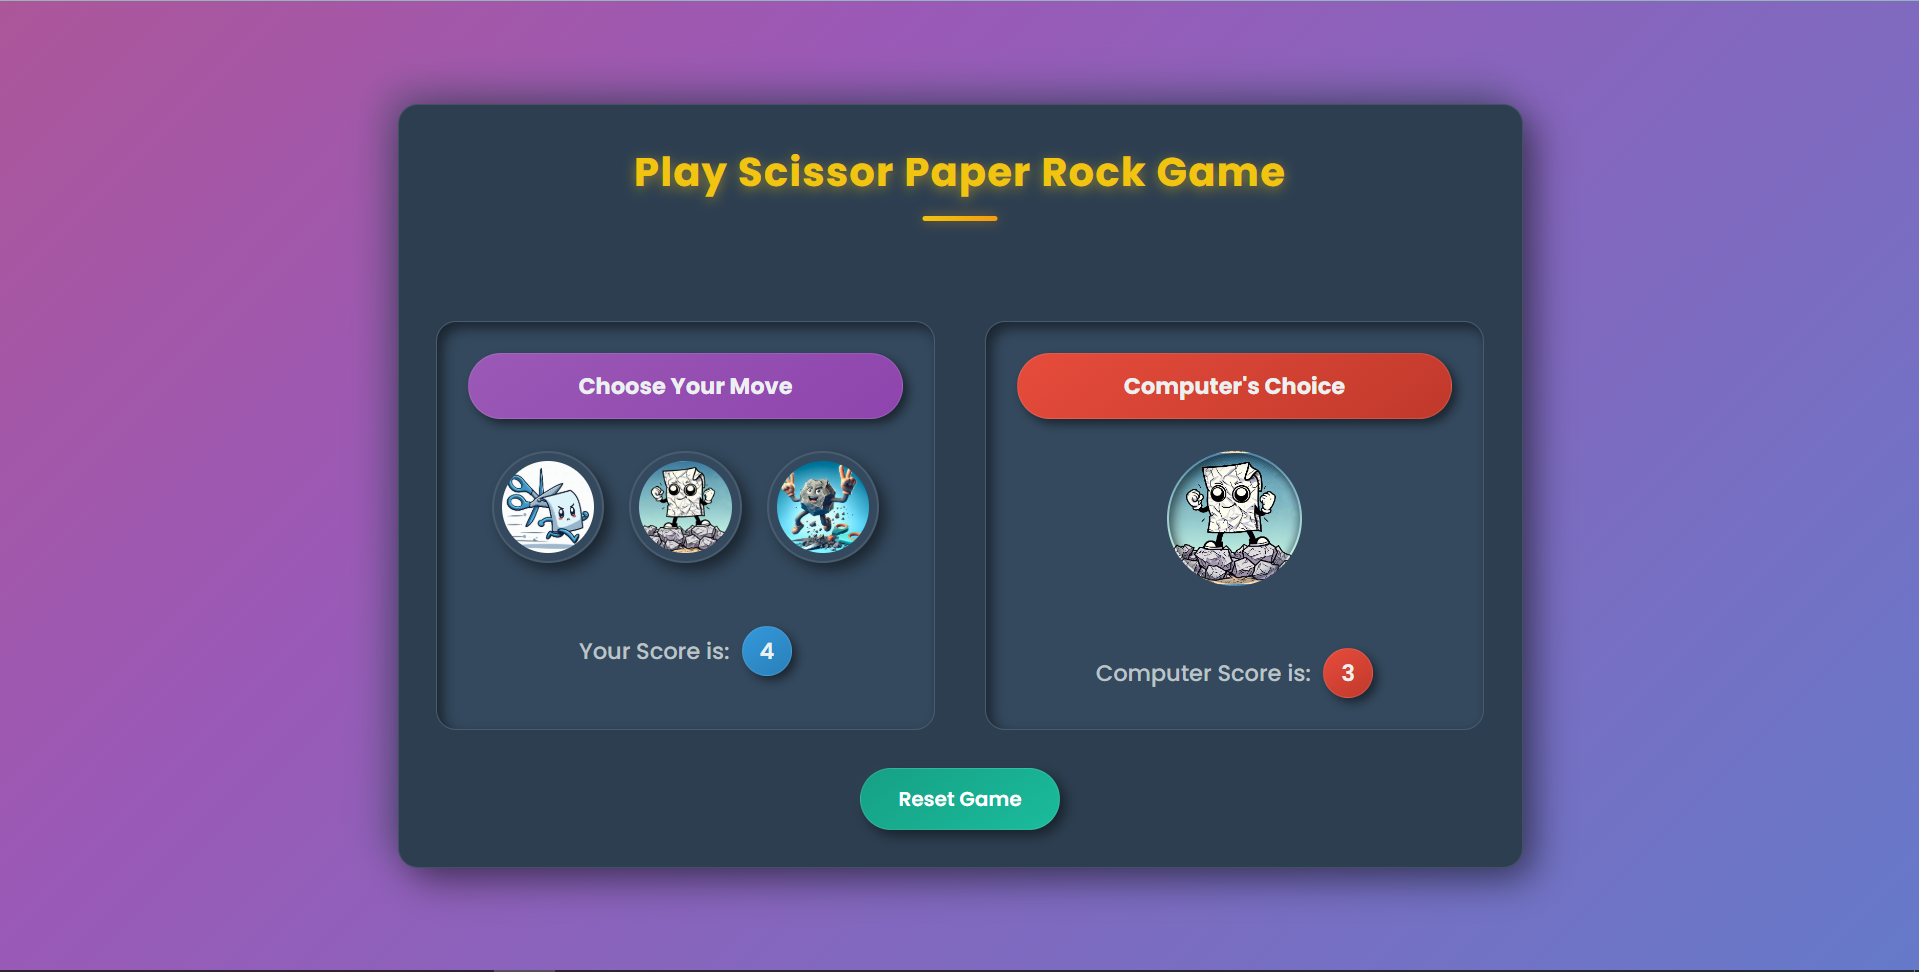 Play Scissor Paper Rock Game
Choose Your Move
Your Score is: 4
Computer's Choice
Computer Score is: 3
Reset Game